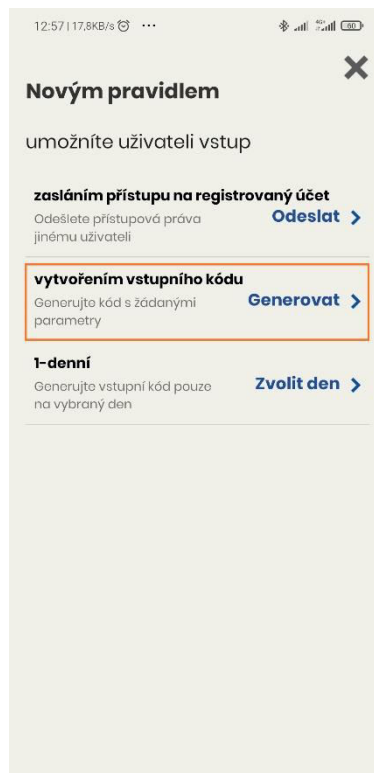 12:57 | 17,8KB/s ...
4G+
60
Novým pravidlem
umožníte uživateli vstup
zasláním přístupu na registrovaný účet
Odešlete přístupová práva
jinému uživateli
Odeslat
vytvořením vstupního kódu
Generujte kód s žádanými
parametry
Generovat
1-denní
Generujte vstupní kód pouze
na vybraný den
Zvolit den